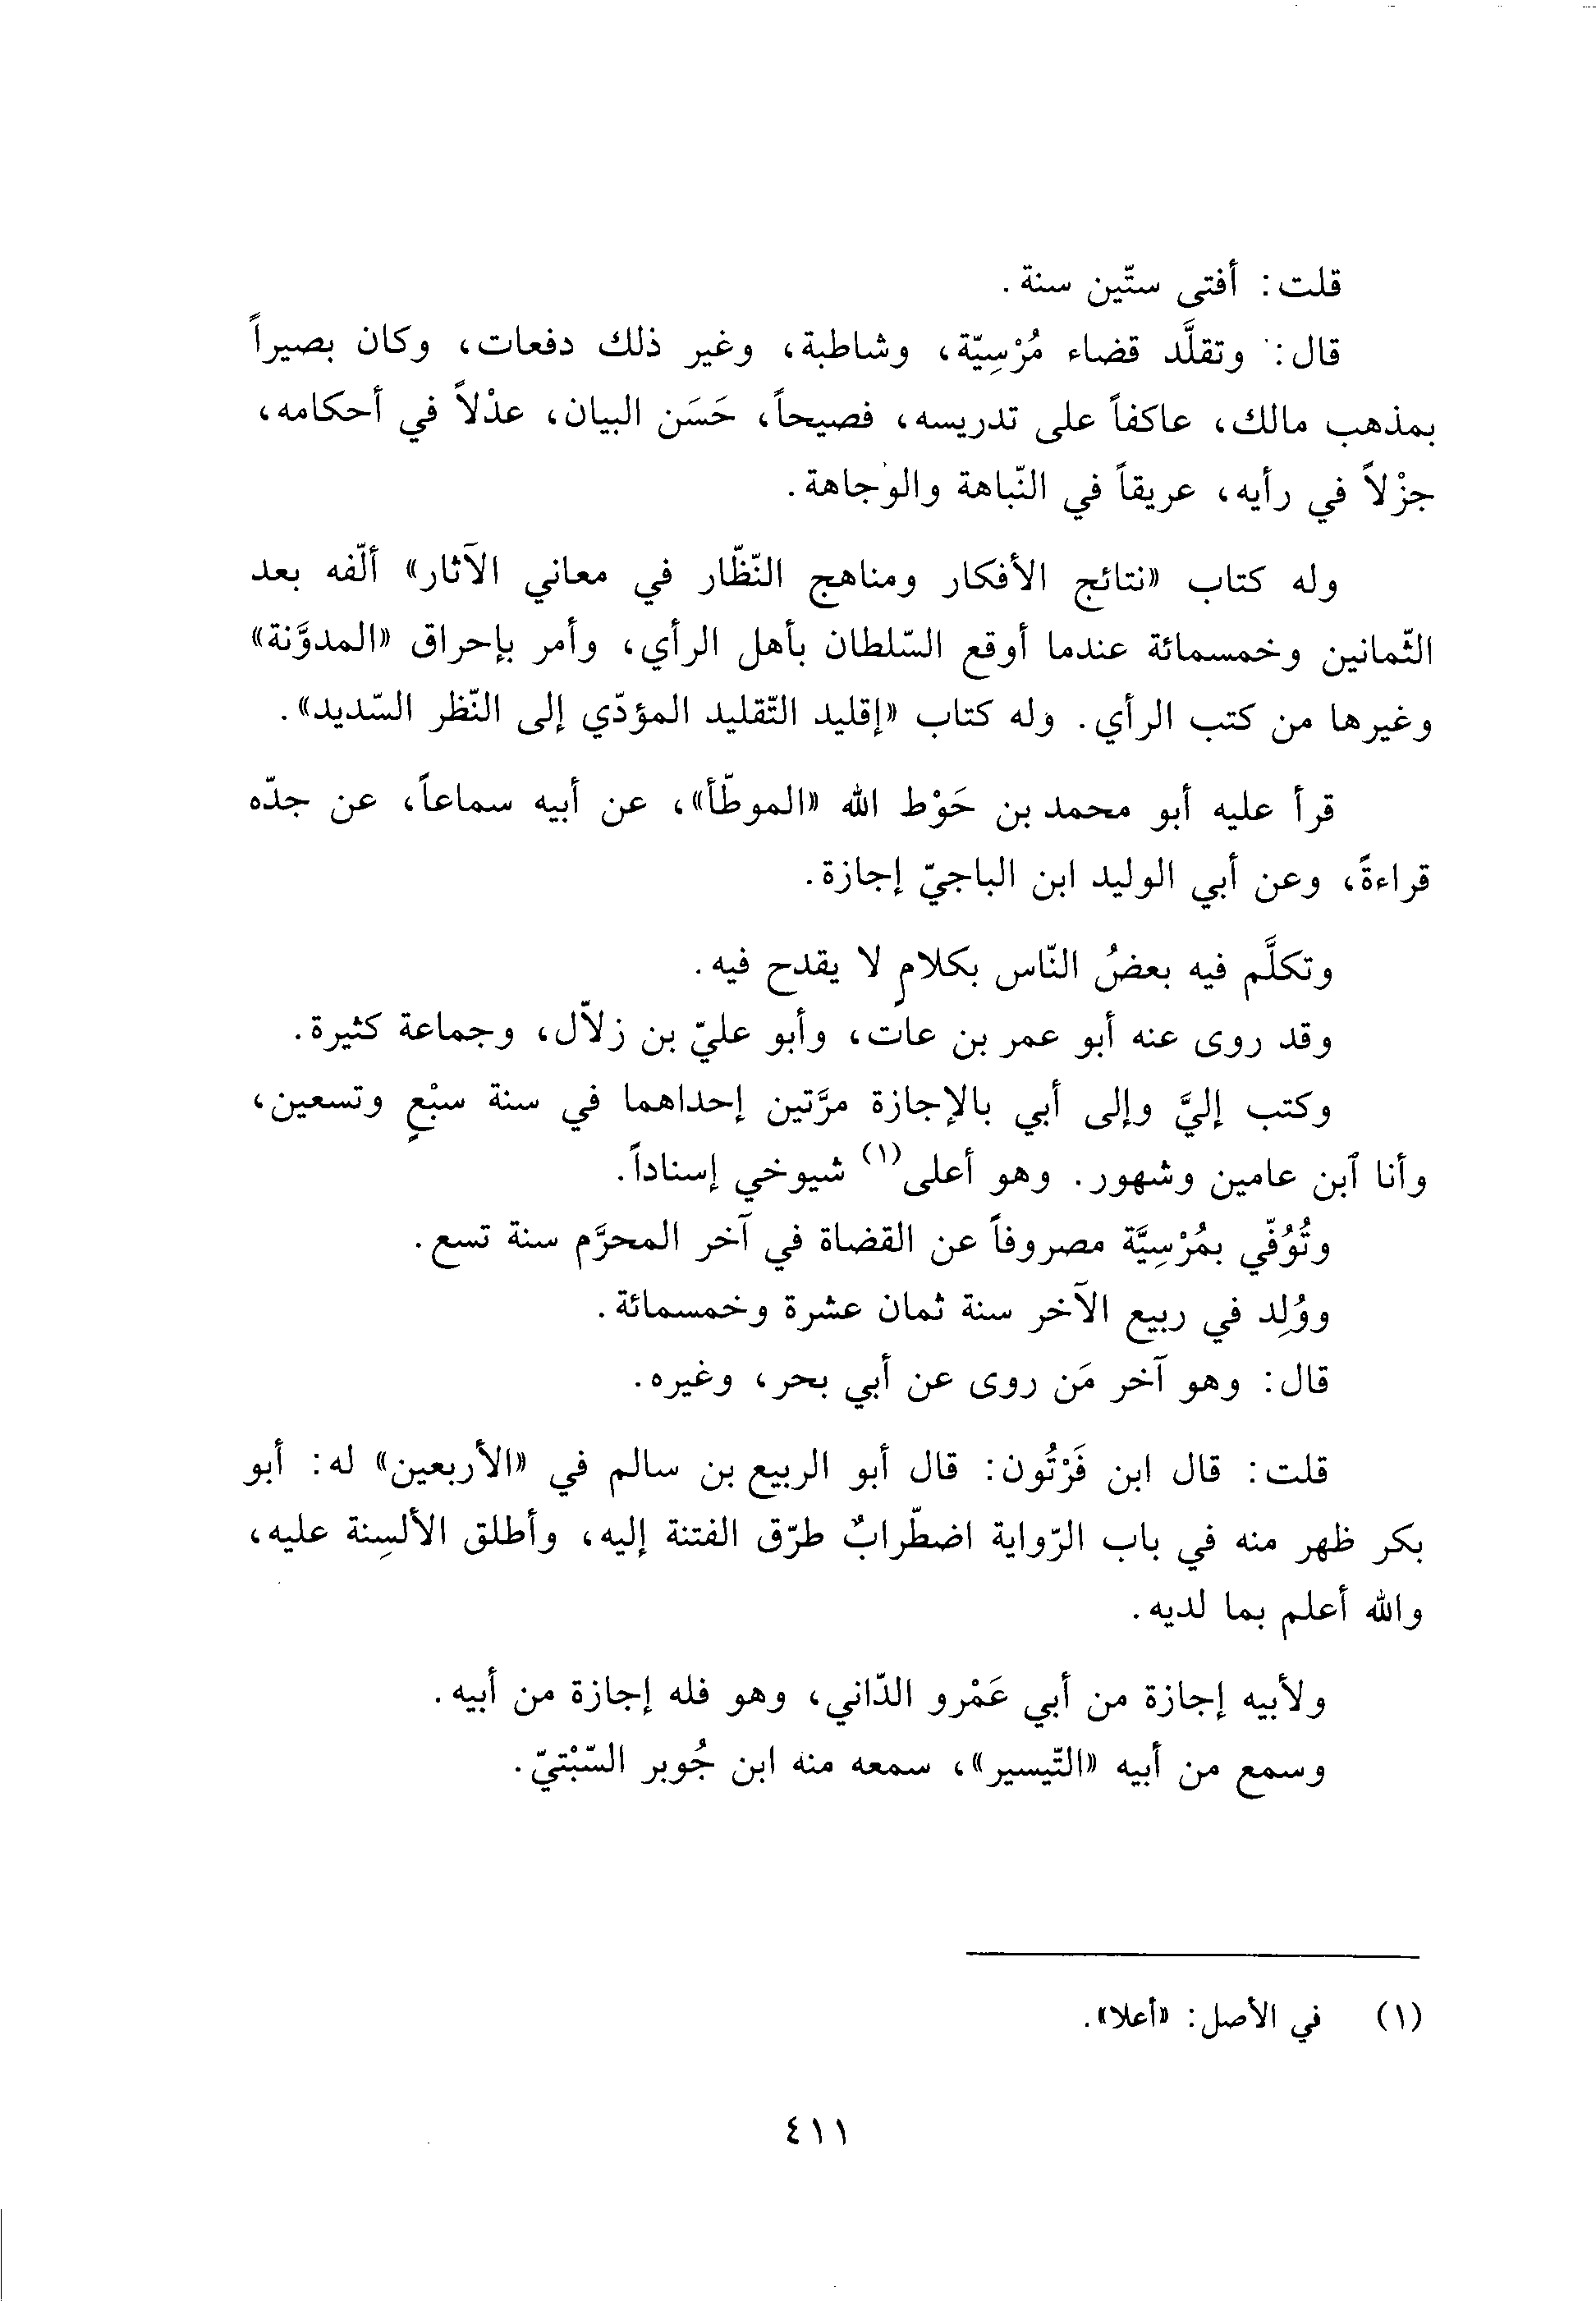 قلت: أفتى ستّين سنة.
قال: وتقلَّد قضاء مُرْسِيّة، وشاطبة، وغير ذلك دفعات، وكان بصيراً
بمذهب مالك، عاكفاً على تدريسه، فصيحاً، حَسَن البيان، عدْلاً في أحكامه،
جزْلاً في رأيه، عريقاً في النّباهة والوجاهة.
وله كتاب «نتائج الأفكار ومناهج النّظّار في معاني الآثار» ألّفه بعد
الثّمانين وخمسمائة عندما أوقع السّلطان بأهل الرأي، وأمر بإحراق «المدوَّنة»
وغيرها من كتب الرأي. وله كتاب «إقليد التّقليد المؤدّي إلى النّظر السّديد».
قرأ عليه أبو محمد بن حَوْط الله «الموطّأ»، عن أبيه سماعاً، عن جدّه
قراءةً، وعن أبي الوليد ابن الباجيّ إجازة.
وتكلَّم فيه بعضُ النّاس بكلامٍ لا يقدح فيه.
وقد روى عنه أبو عمر بن عات، وأبو عليّ بن زلاّل، وجماعة كثيرة.
وكتب إليَّ وإلى أبي بالإجازة مرَّتين إحداهما في سنة سبْعٍ وتسعين،
وأنا ٱبن عامين وشهور. وهو أعلى(١) شيوخي إسناداً.
وتُوُفّي بمُرْسِيَّة مصروفاً عن القضاة في آخر المحرَّم سنة تسع.
ووُلِد في ربيع الآخر سنة ثمان عشرة وخمسمائة.
قال: وهو آخر مَن روى عن أبي بحر، وغيره.
قلت: قال ابن فَرْتُون: قال أبو الربيع بن سالم في «الأربعين» له: أبو
بكر ظهر منه في باب الرّواية اضطّرابٌ طرّق الفتنة إليه، وأطلق الألسِنة عليه،
والله أعلم بما لديه.
ولأبيه إجازة من أبي عَمْرو الدّاني، وهو فله إجازة من أبيه.
وسمع من أبيه «التّيسير»، سمعه منه ابن جُوبر السّبْتيّ.
(١) في الأصل: «أعلا».
٤١١